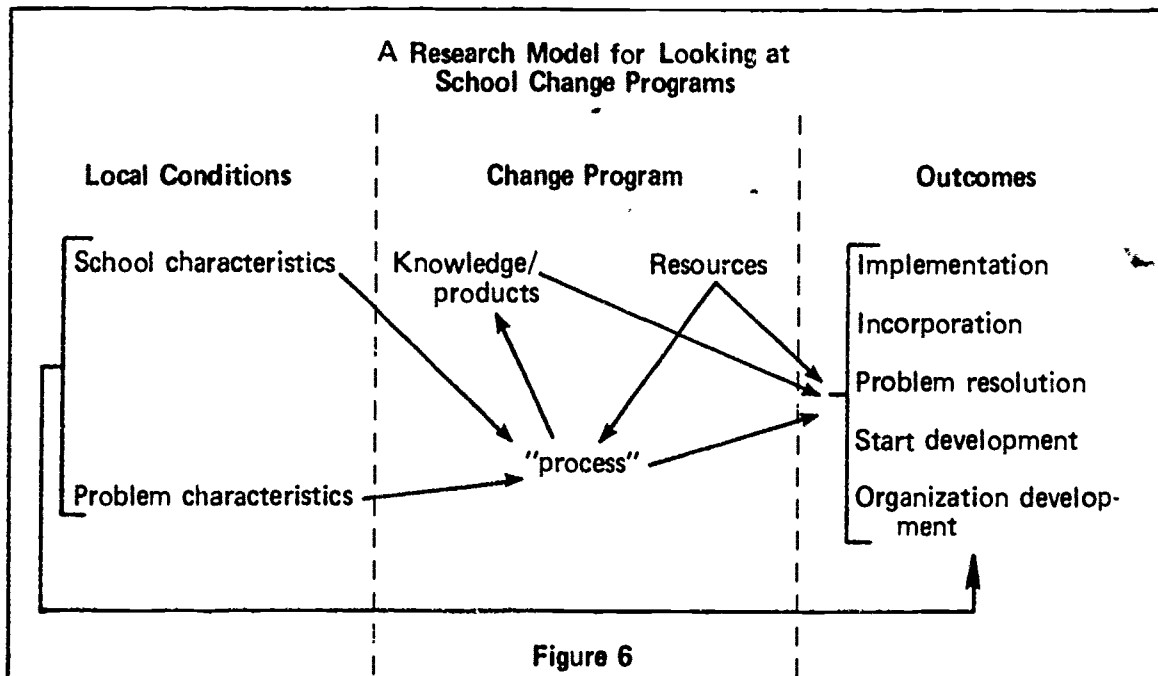 A Research Model for Looking at
School Change Programs
Local Conditions
Change Program
Outcomes
School characteristics
Problem characteristics
Knowledge/
products
Resources
"process"
Implementation
Incorporation
Problem resolution
Start development
Organization develop-
ment
Figure 6